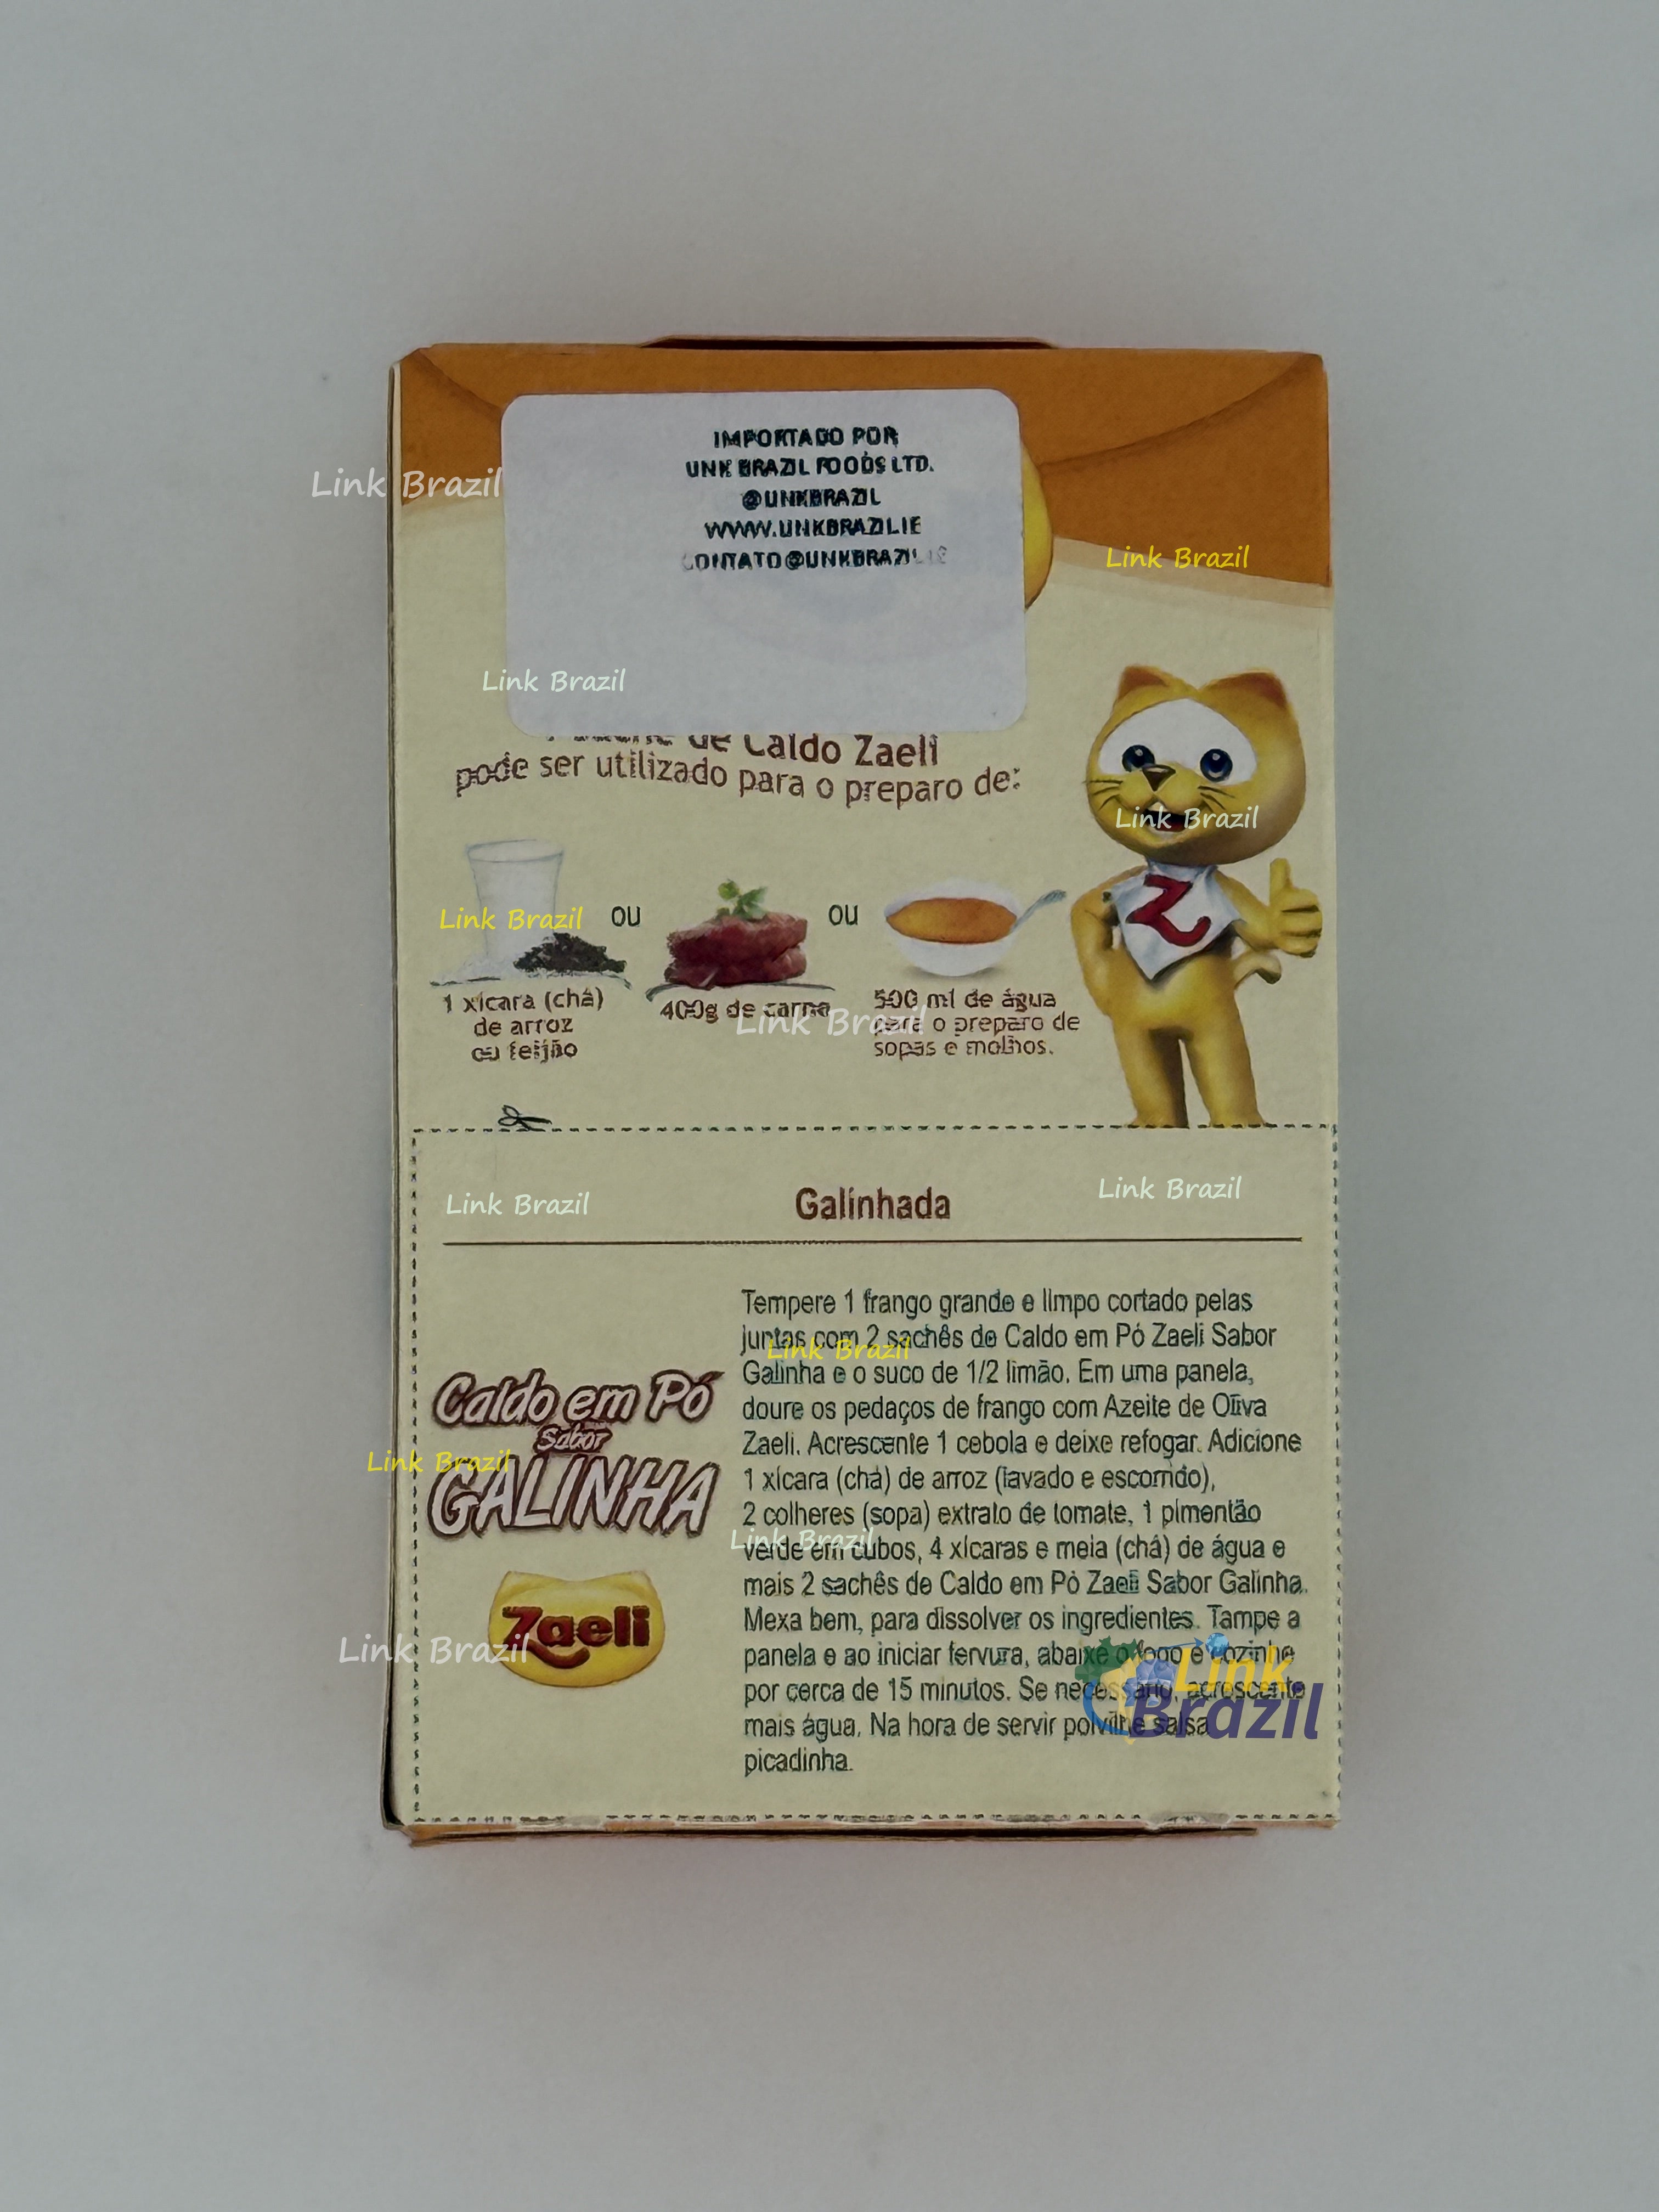 IMPORTADO POR
LINK BRAZIL FOODS LTD.
@LINKBRAZIL
WWW.LINKBRAZIL.IE
CONTATO@LINKBRAZIL.IE
Link Brazil
Link Brazil
Link Brazil
de Caldo Zaeli
pode ser utilizado para o preparo de:
Link Brazil
Link Brazil
ou
ou
1 xícara (chá)
de arroz
ou feijão
400g de carne
500 ml de água
para o preparo de
sopas e molhos.
Link Brazil
Z
Link Brazil
Galinhada
Link Brazil
Tempere 1 frango grande e limpo cortado pelas
juntas com 2 sachês de Caldo em Pó Zaeli Sabor
Galinha e o suco de 1/2 limão. Em uma panela,
doure os pedaços de frango com Azeite de Oliva
Zaeli. Acrescente 1 cebola e deixe refogar. Adicione
1 xícara (chá) de arroz (lavado e escorrido),
2 colheres (sopa) extrato de tomate, 1 pimentão
verde em cubos, 4 xícaras e meia (chá) de água e
mais 2 sachês de Caldo em Pó Zaeli Sabor Galinha.
Mexa bem, para dissolver os ingredientes. Tampe a
panela e ao iniciar fervura, abaixe o fogo e cozinhe
por cerca de 15 minutos. Se necessário, acrescente
mais água. Na hora de servir polvilhe salsa
picadinha.
Link Brazil
Caldo em Pó
Sabor
GALINHA
Link Brazil
Link Brazil
Zaeli
Link Brazil
Link
Brazil